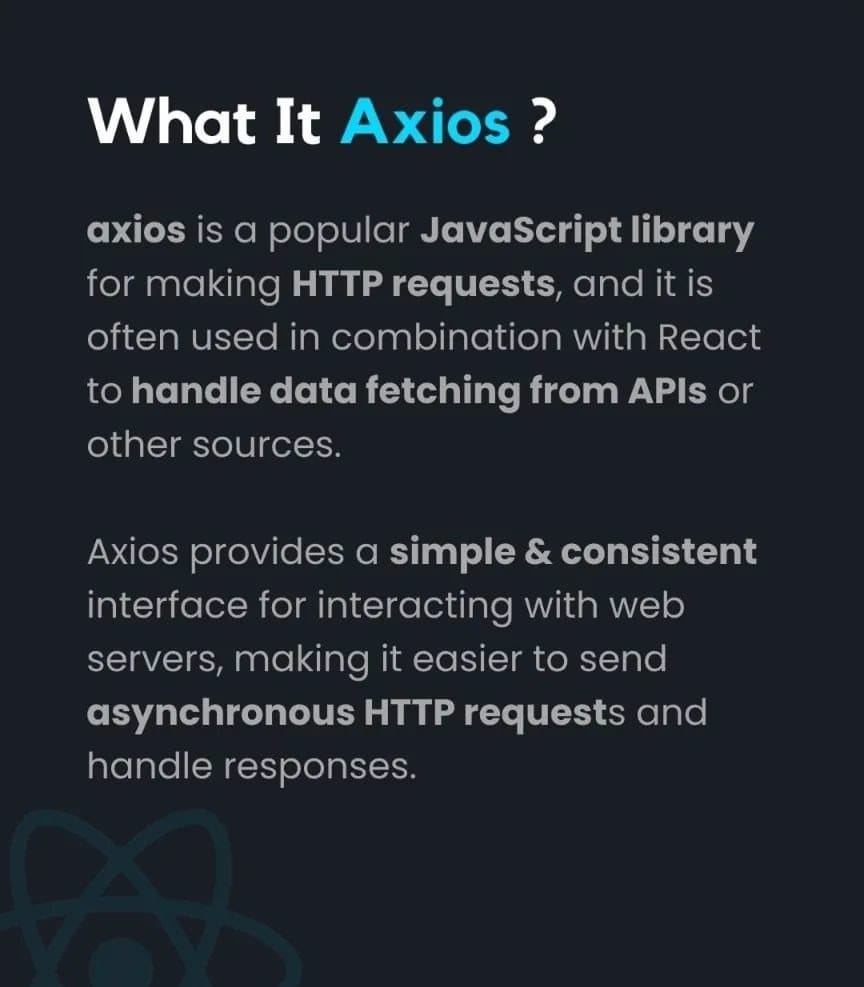 What It Axios ?
axios is a popular JavaScript library
for making HTTP requests, and it is
often used in combination with React
to handle data fetching from APIs or
other sources.
Axios provides a simple & consistent
interface for interacting with web
servers, making it easier to send
asynchronous HTTP requests and
handle responses.